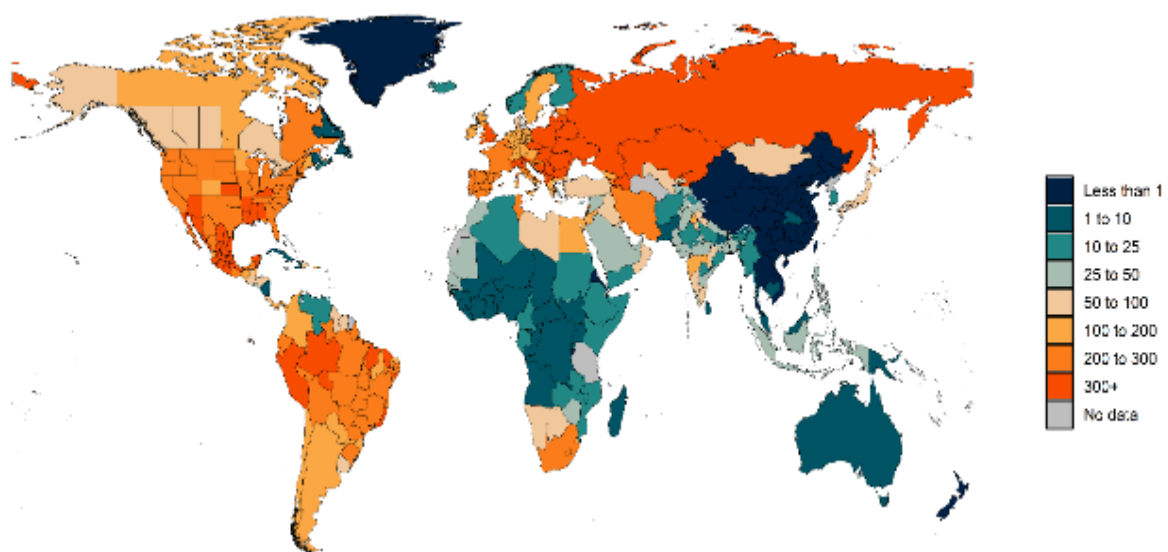 Less than 1
1 to 10
10 to 25
25 to 50
50 to 100
100 to 200
200 to 300
300+
No data